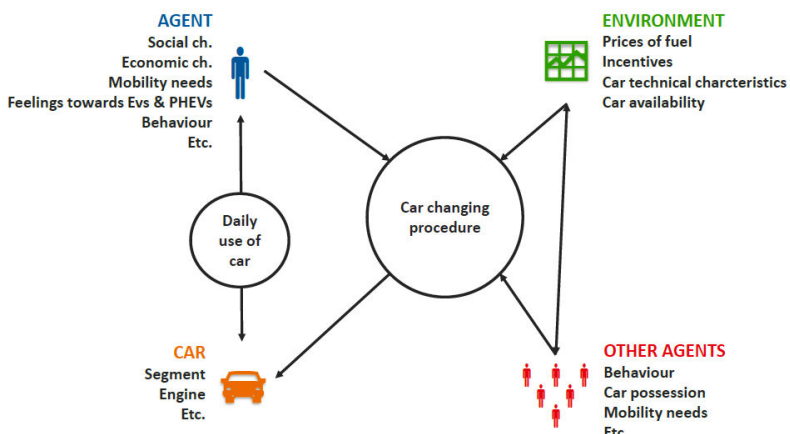 AGENT
Social ch.
Economic ch.
Mobility needs
Feelings towards Evs & PHEVs
Behaviour
Etc.
ENVIRONMENT
Prices of fuel
Incentives
Car technical charcteristics
Car availability
Daily
use of
car
Car changing
procedure
CAR
Segment
Engine
Etc.
OTHER AGENTS
Behaviour
Car possession
Mobility needs
Etc.